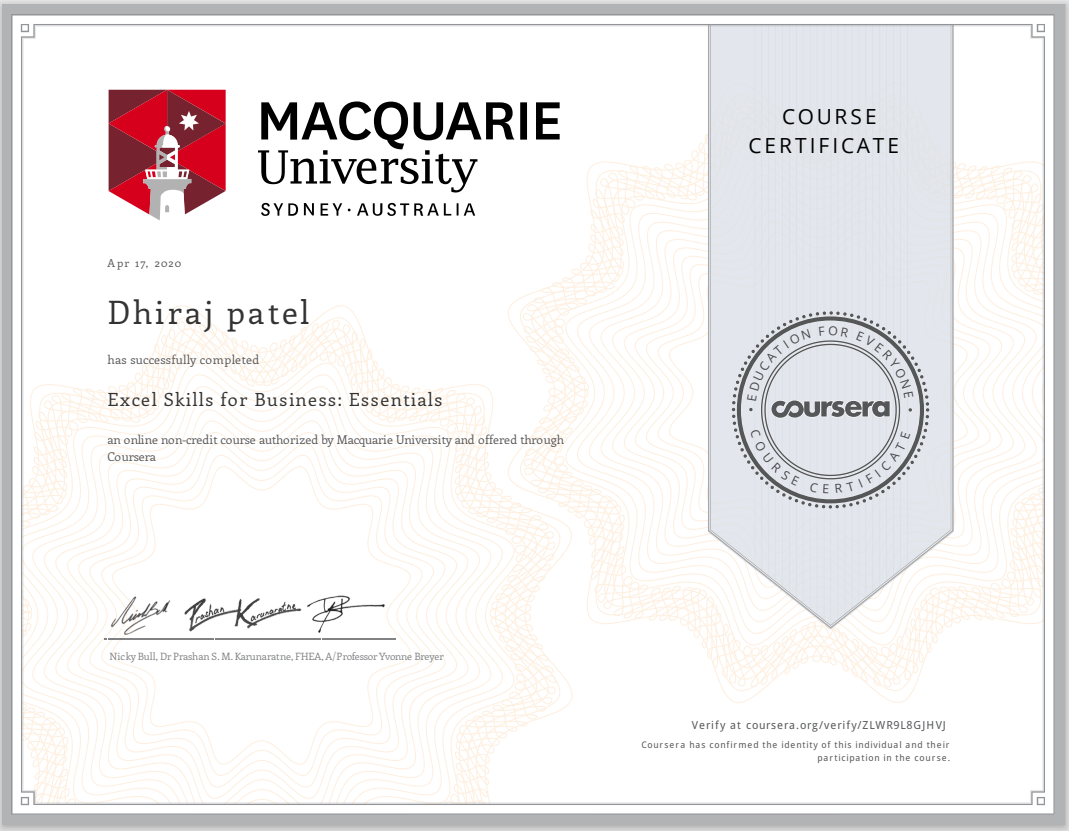 MACQUARIE
University
SYDNEY·AUSTRALIA
COURSE
CERTIFICATE
Apr 17, 2020
Dhiraj patel
has successfully completed
Excel Skills for Business: Essentials
an online non-credit course authorized by Macquarie University and offered through
Coursera
EDUCATION FOR EVERYONE
coursera
COURSE CERTIFICATE
Prashan Karunaratne
Nicky Bull, Dr Prashan S. M. Karunaratne, FHEA, A/Professor Yvonne Breyer
Verify at coursera.org/verify/ZLWR9L8GJHVJ
Coursera has confirmed the identity of this individual and their
participation in the course.